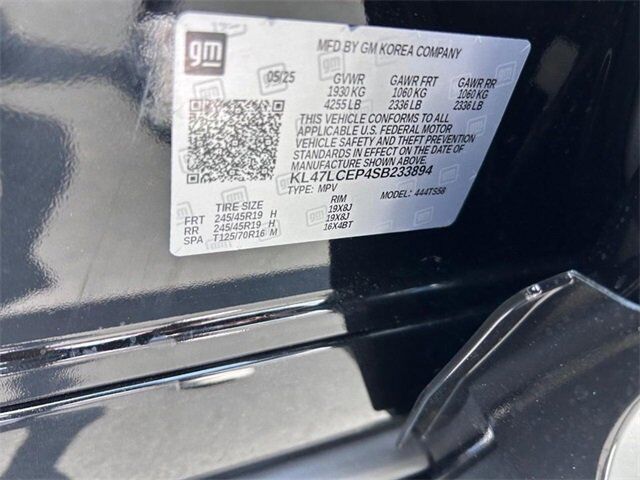 gm
MFD BY GM KOREA COMPANY
05/25 GVWR GAWR FRT GAWR RR
1930 KG 1060 KG 1060 KG
4255 LB 2336 LB 2336 LB
THIS VEHICLE CONFORMS TO ALL
APPLICABLE U.S. FEDERAL MOTOR
VEHICLE SAFETY AND THEFT PREVENTION
STANDARDS IN EFFECT ON THE DATE OF
MANUFACTURE SHOWN ABOVE.
KL47LCEP4SB233894
TYPE: MPV MODEL: 444TS58
TIRE SIZE RIM
FRT 245/45R19 H 19X8J
RR 245/45R19 H 19X8J
SPA T125/70R16 M 16X4BT